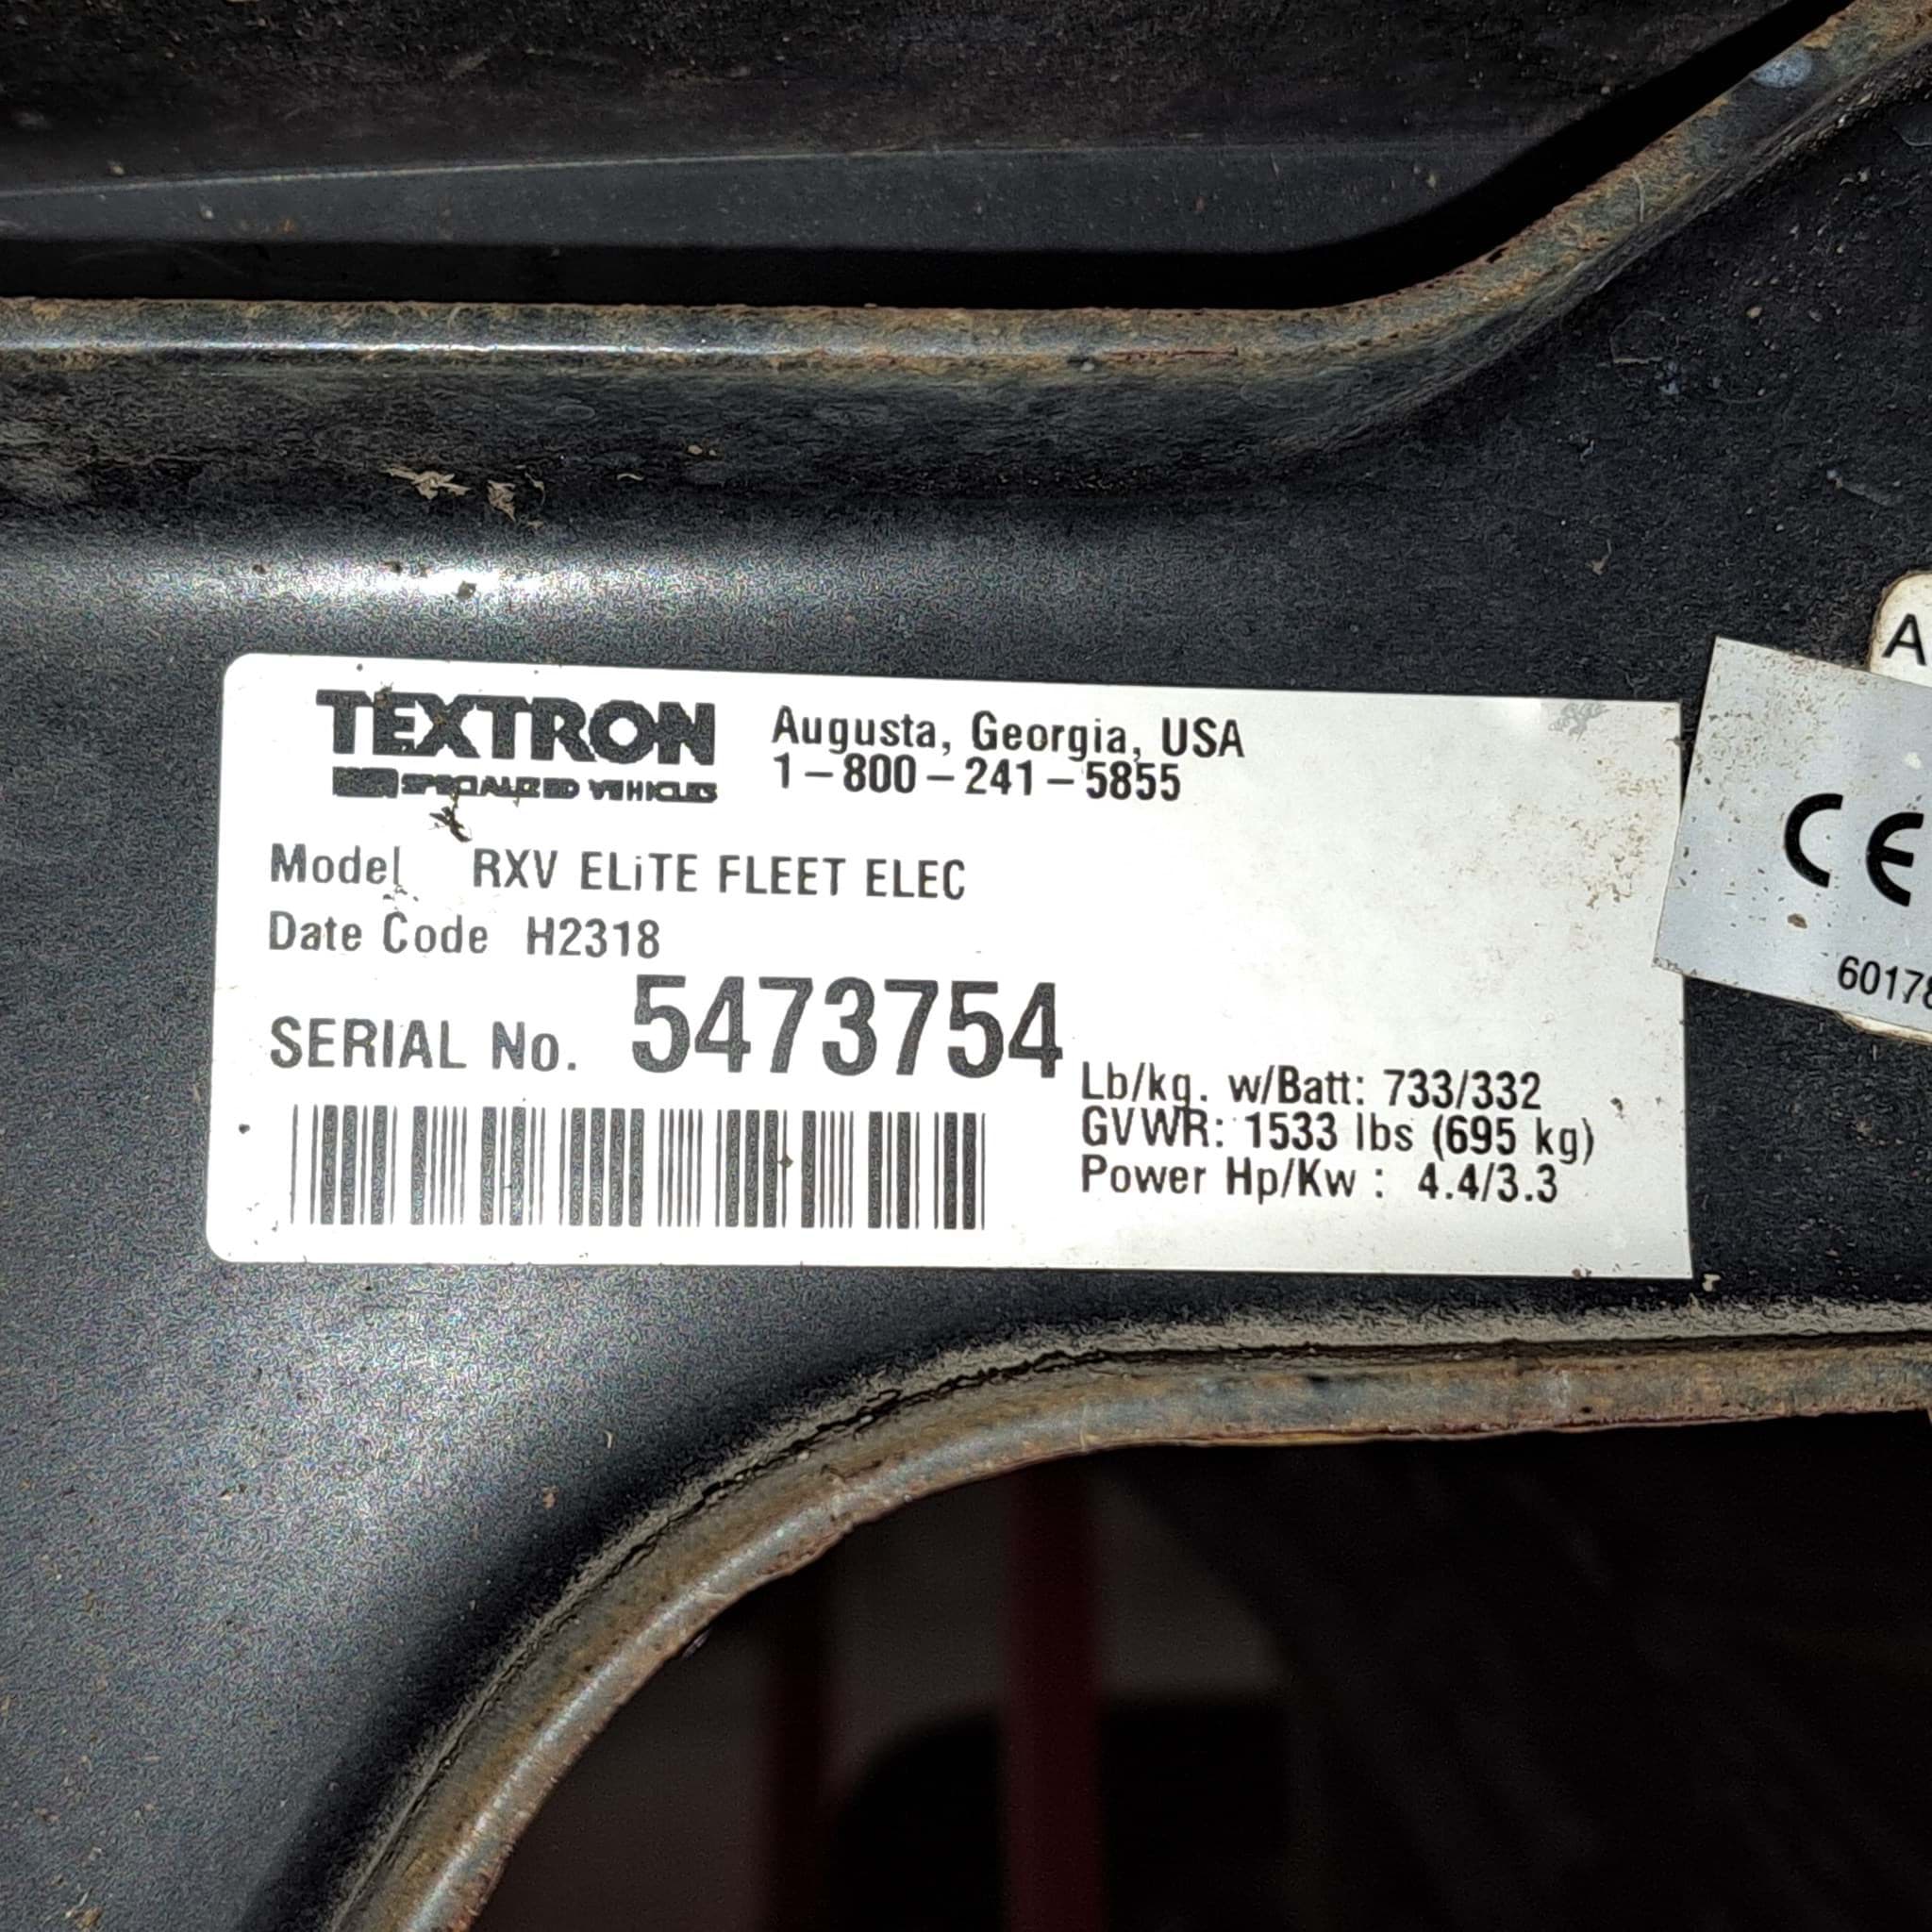 TEXTRON
SPECIALIZED VEHICLES
Augusta, Georgia, USA
1-800-241-5855
Model RXV ELiTE FLEET ELEC
Date Code H2318
SERIAL No. 5473754
Lb/kg. w/Batt: 733/332
GVWR: 1533 lbs (695 kg)
Power Hp/Kw : 4.4/3.3
A
CE
60178